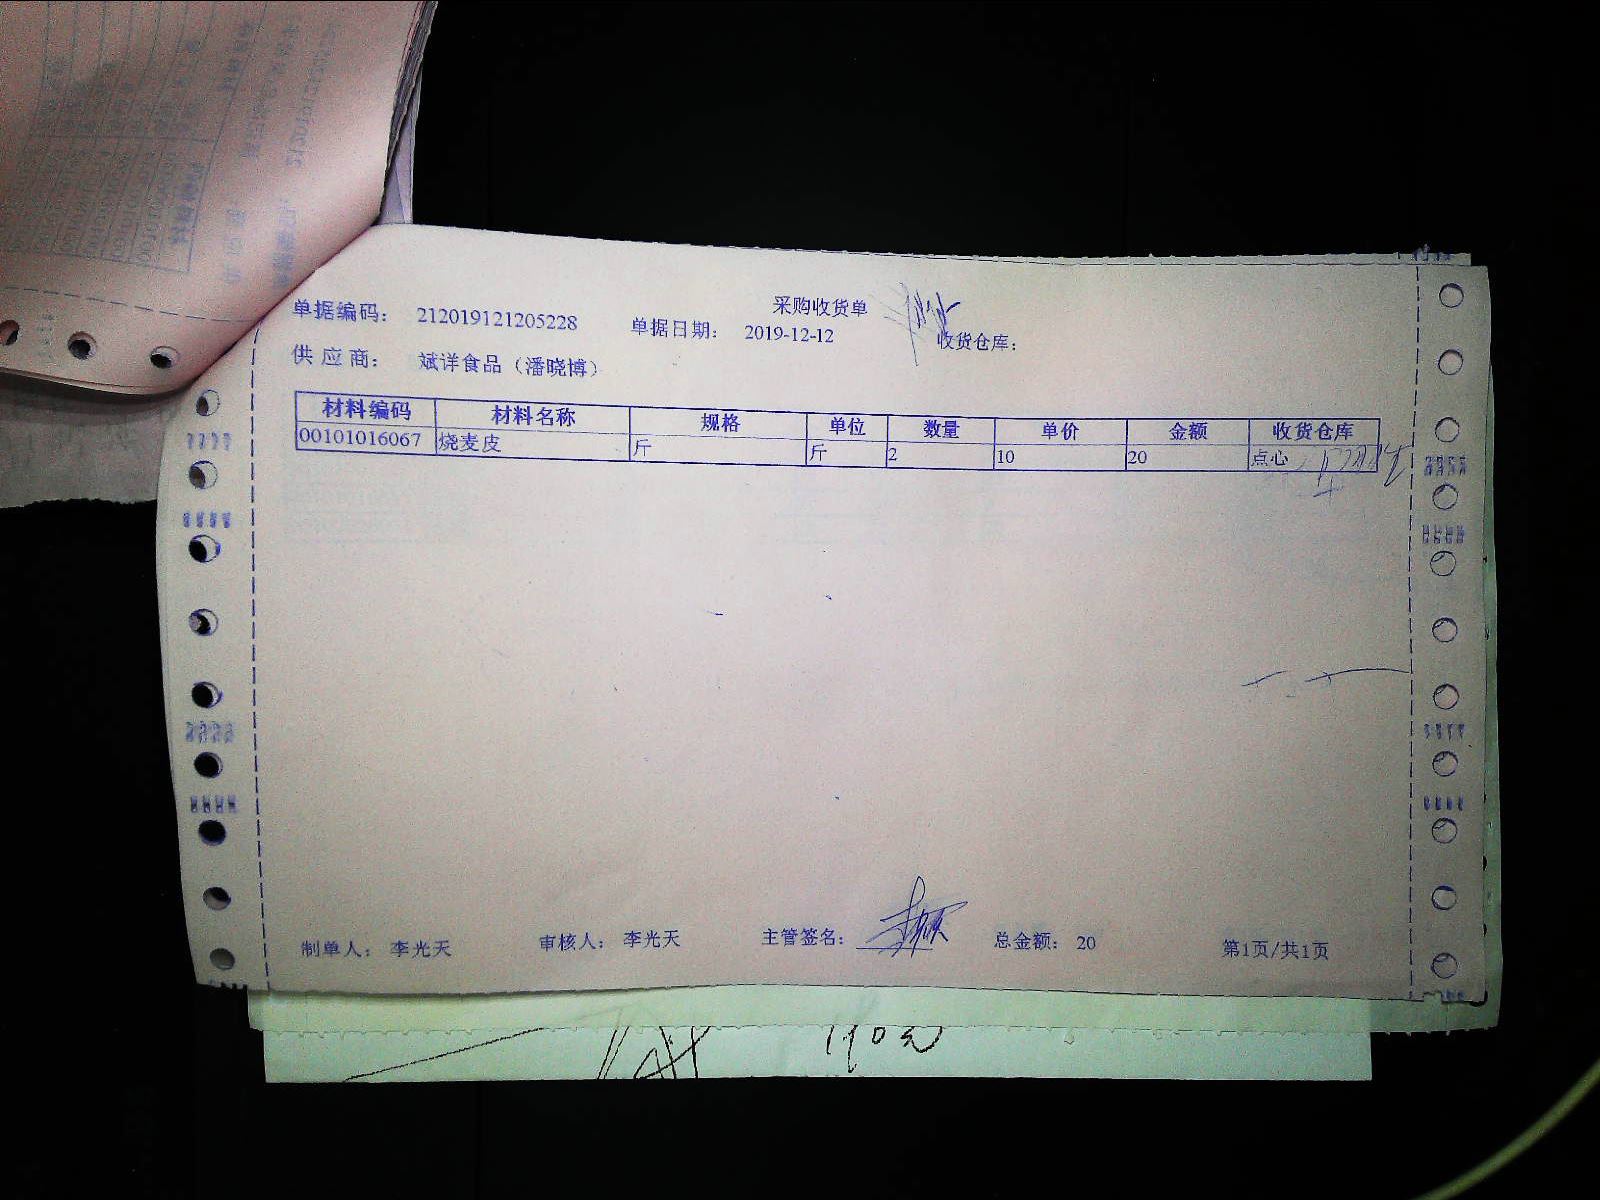 采购收货单
单据编码： 212019121205228 单据日期： 2019-12-12 收货仓库：
供应商： 斌详食品（潘晓博）
材料编码 材料名称 规格 单位 数量 单价 金额 收货仓库
00101016067 烧麦皮 斤 斤 2 10 20 点心
制单人： 李光天 审核人： 李光天 主管签名： 总金额： 20 第1页/共1页